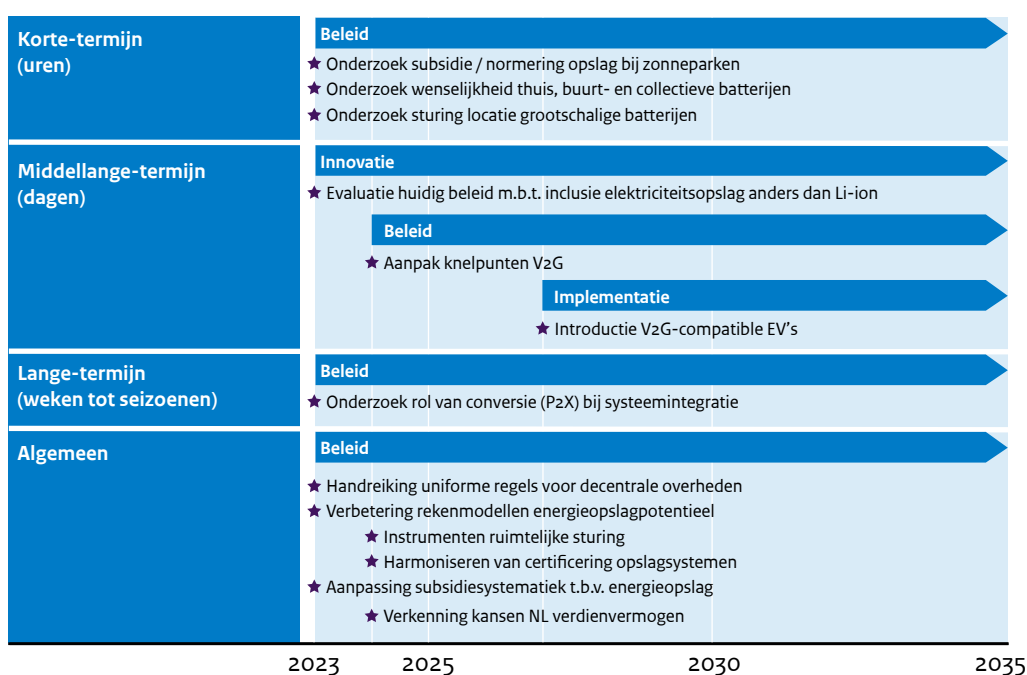 Korte-termijn
(uren)
Beleid
Onderzoek subsidie / normering opslag bij zonneparken
Onderzoek wenselijkheid thuis, buurt- en collectieve batterijen
Onderzoek sturing locatie grootschalige batterijen
Middellange-termijn
(dagen)
Innovatie
Evaluatie huidig beleid m.b.t. inclusie elektriciteitsopslag anders dan Li-ion
Beleid
Aanpak knelpunten V2G
Implementatie
Introductie V2G-compatible EV's
Lange-termijn
(weken tot seizoenen)
Beleid
Onderzoek rol van conversie (P2X) bij systeemintegratie
Algemeen
Beleid
Handreiking uniforme regels voor decentrale overheden
Verbetering rekenmodellen energieopslagpotentieel
Instrumenten ruimtelijke sturing
Harmoniseren van certificering opslagsystemen
Aanpassing subsidiesystematiek t.b.v. energieopslag
Verkenning kansen NL verdienvermogen
2023 2025 2030 2035